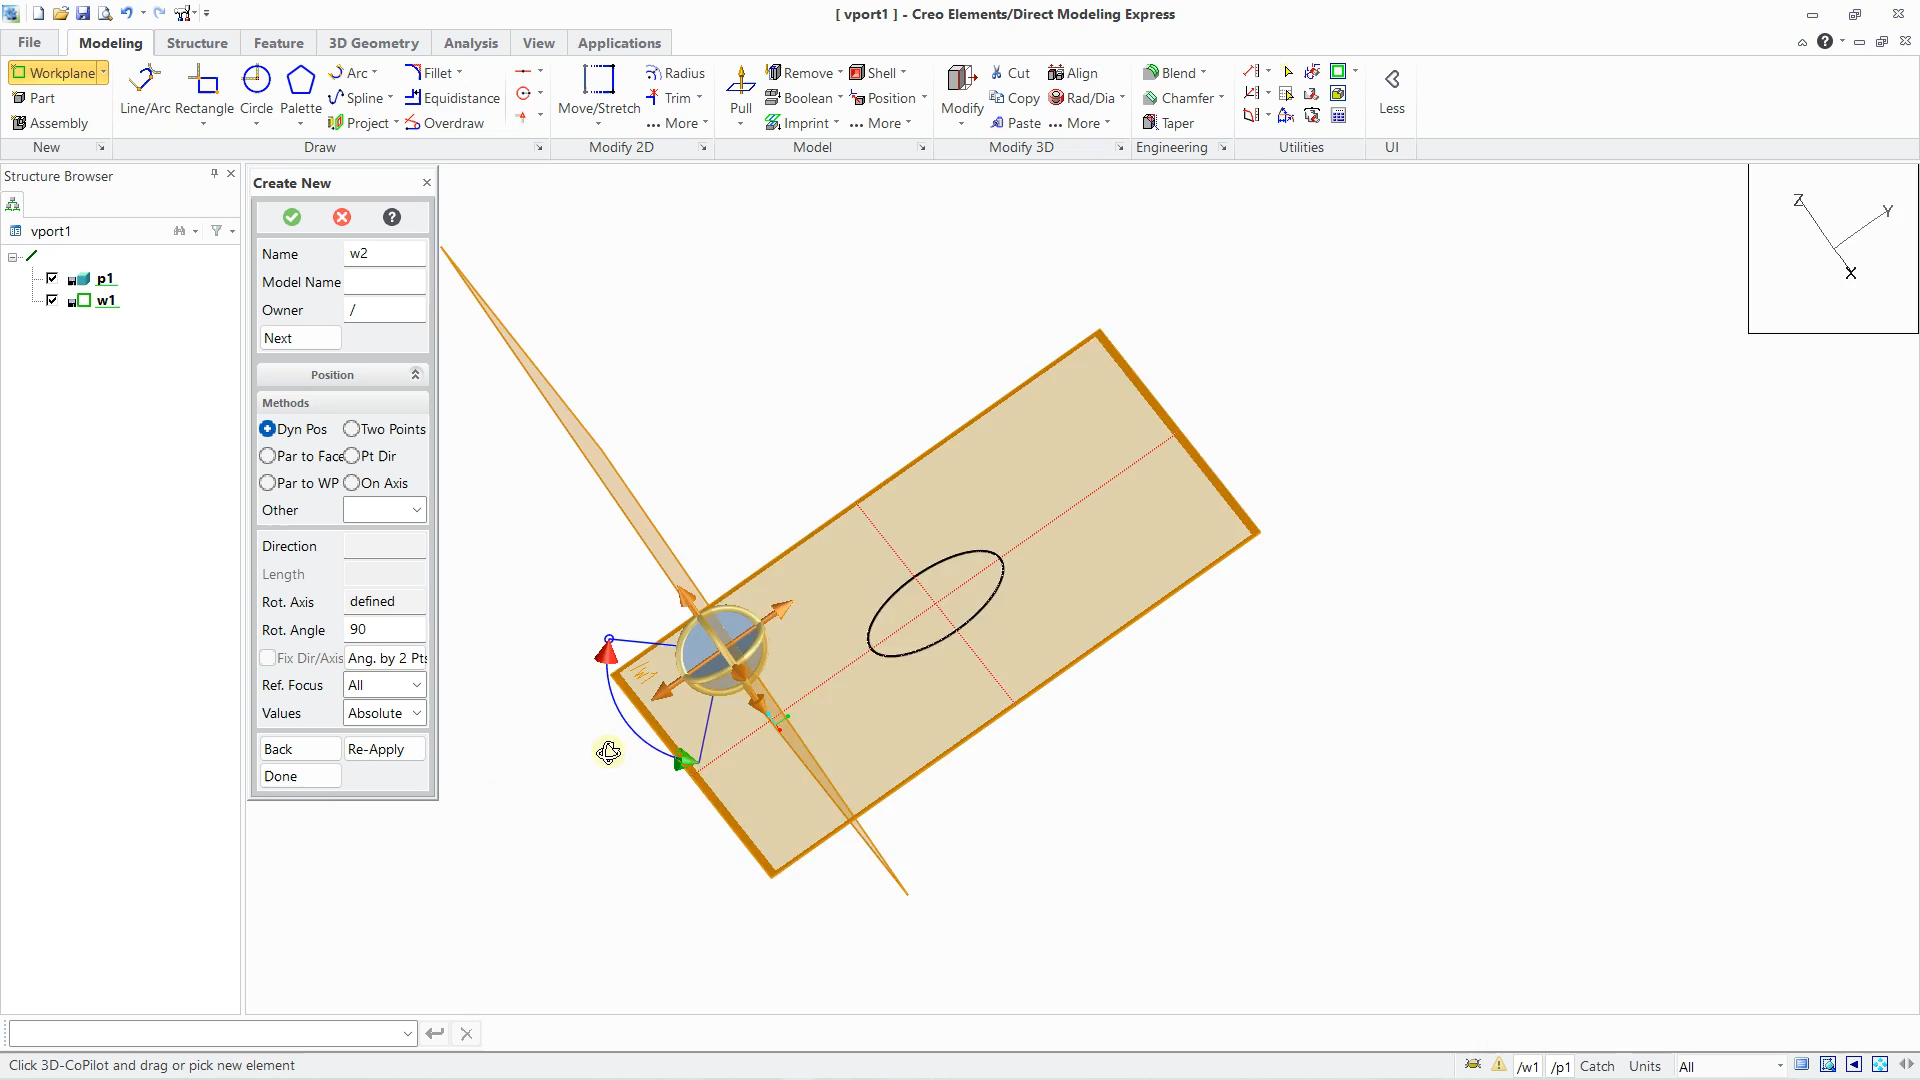 [ vport1 ] - Creo Elements/Direct Modeling Express
File Modeling Structure Feature 3D Geometry Analysis View Applications
Workplane
Part
Assembly
New
Line/Arc Rectangle Circle Palette
Arc Fillet
Spline Equidistance
Project Overdraw
Draw
Move/Stretch
Radius
Trim
... More
Modify 2D
Pull
Remove Shell
Boolean Position
Imprint ... More
Model
Modify
Cut Align
Copy Rad/Dia
Paste ... More
Modify 3D
Blend
Chamfer
Taper
Engineering
Utilities
Less
UI
Structure Browser
vport1
p1
w1
Create New
Name w2
Model Name
Owner /
Next
Position
Methods
Dyn Pos Two Points
Par to Face Pt Dir
Par to WP On Axis
Other
Direction
Length
Rot. Axis defined
Rot. Angle 90
Fix Dir/Axis Ang. by 2 Pts
Ref. Focus All
Values Absolute
Back Re-Apply
Done
W1
Z
Y
X
Click 3D-CoPilot and drag or pick new element
/w1 /p1 Catch Units All